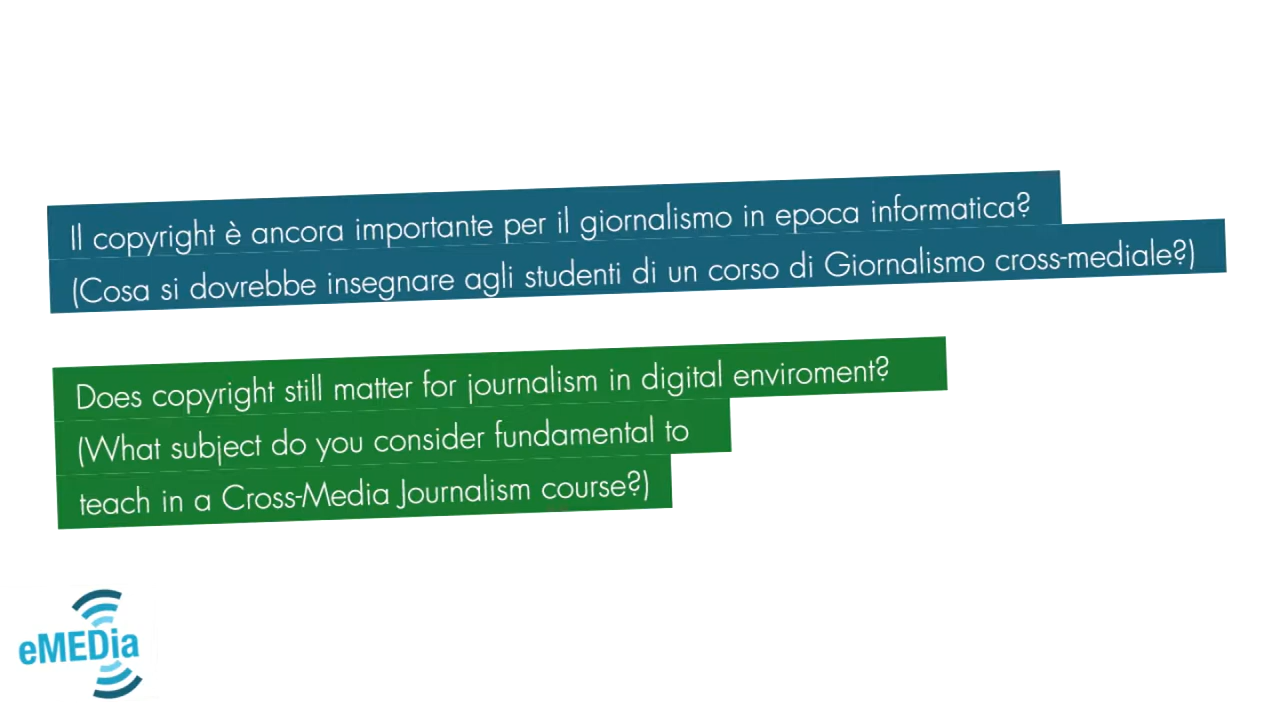 Il copyright è ancora importante per il giornalismo in epoca informatica?
(Cosa si dovrebbe insegnare agli studenti di un corso di Giornalismo cross-mediale?)
Does copyright still matter for journalism in digital enviroment?
(What subject do you consider fundamental to
teach in a Cross-Media Journalism course?)
eMEDia